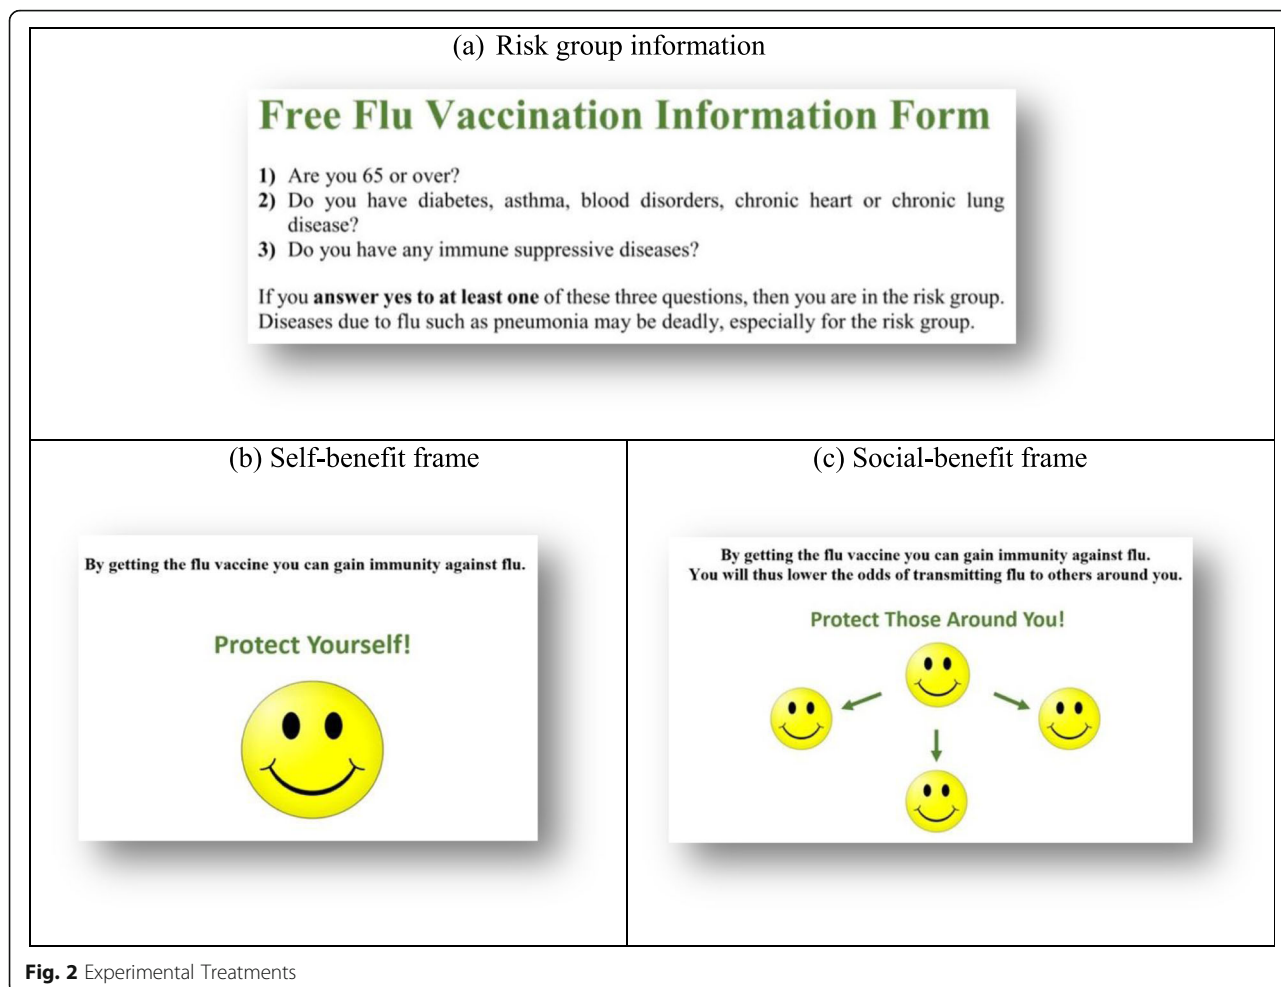 (a) Risk group information
Free Flu Vaccination Information Form
1) Are you 65 or over?
2) Do you have diabetes, asthma, blood disorders, chronic heart or chronic lung
disease?
3) Do you have any immune suppressive diseases?
If you answer yes to at least one of these three questions, then you are in the risk group.
Diseases due to flu such as pneumonia may be deadly, especially for the risk group.
(b) Self-benefit frame
By getting the flu vaccine you can gain immunity against flu.
Protect Yourself!
(c) Social-benefit frame
By getting the flu vaccine you can gain immunity against flu.
You will thus lower the odds of transmitting flu to others around you.
Protect Those Around You!
Fig. 2 Experimental Treatments